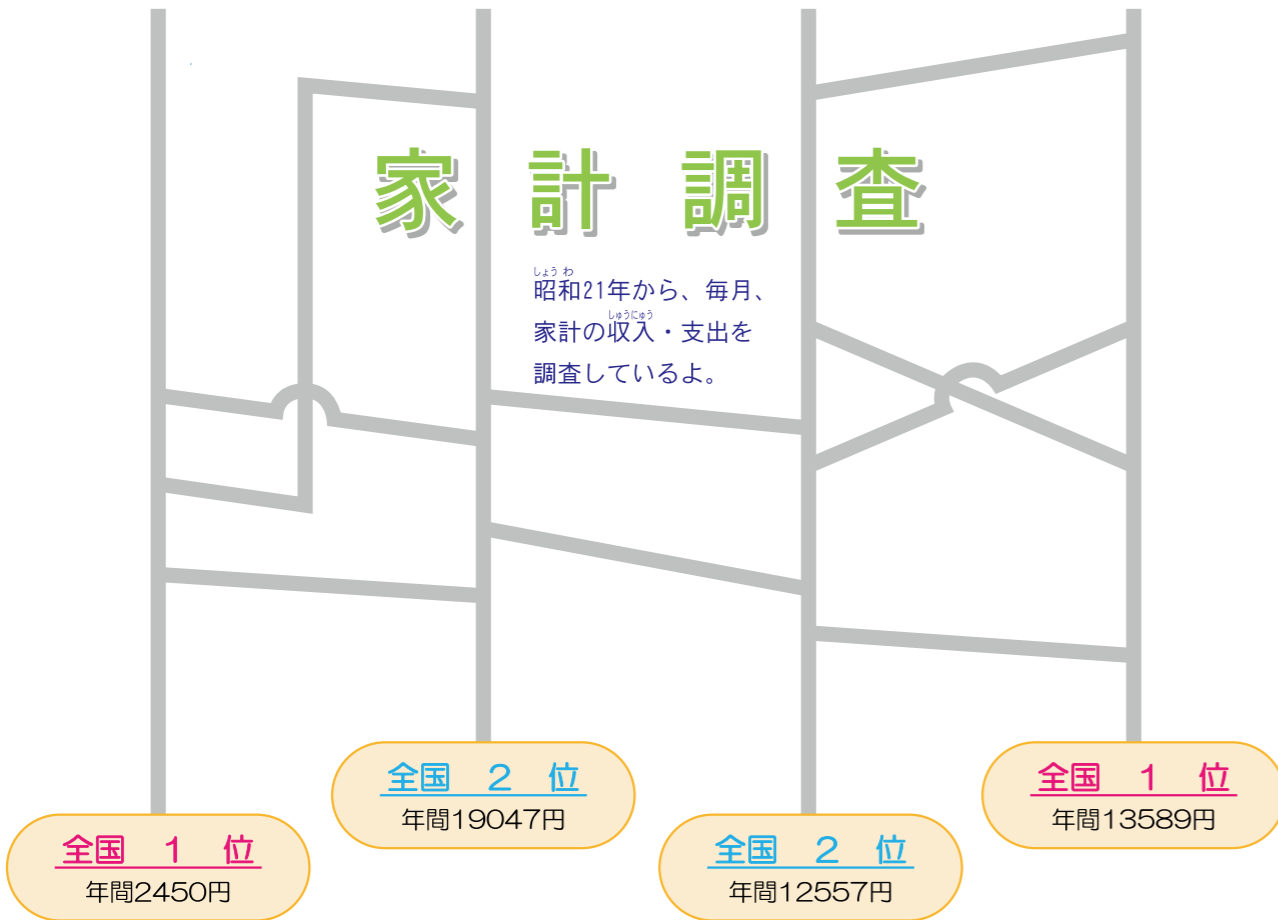 家計調査
しょうわ
昭和21年から、毎月、
しゅうにゅう
家計の収入・支出を
調査しているよ。
全国 1 位
年間2450円
全国 2 位
年間19047円
全国 2 位
年間12557円
全国 1 位
年間13589円